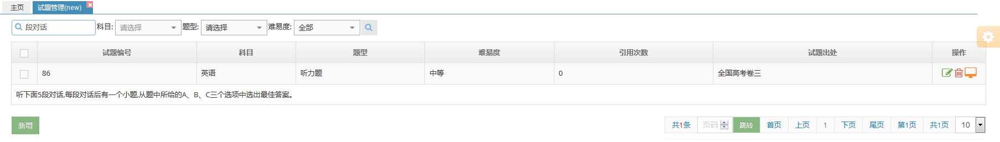 主页 试题管理(new)
段对话 科目: 请选择 题型: 请选择 难易度: 全部
试题编号 科目 题型 难易度 引用次数 试题出处 操作
86 英语 听力题 中等 0 全国高考卷三
听下面5段对话,每段对话后有一个小题,从题中所给的A、B、C三个选项中选出最佳答案。
新增 共1条 页码 跳转 首页 上页 1 下页 尾页 第1页 共1页 10